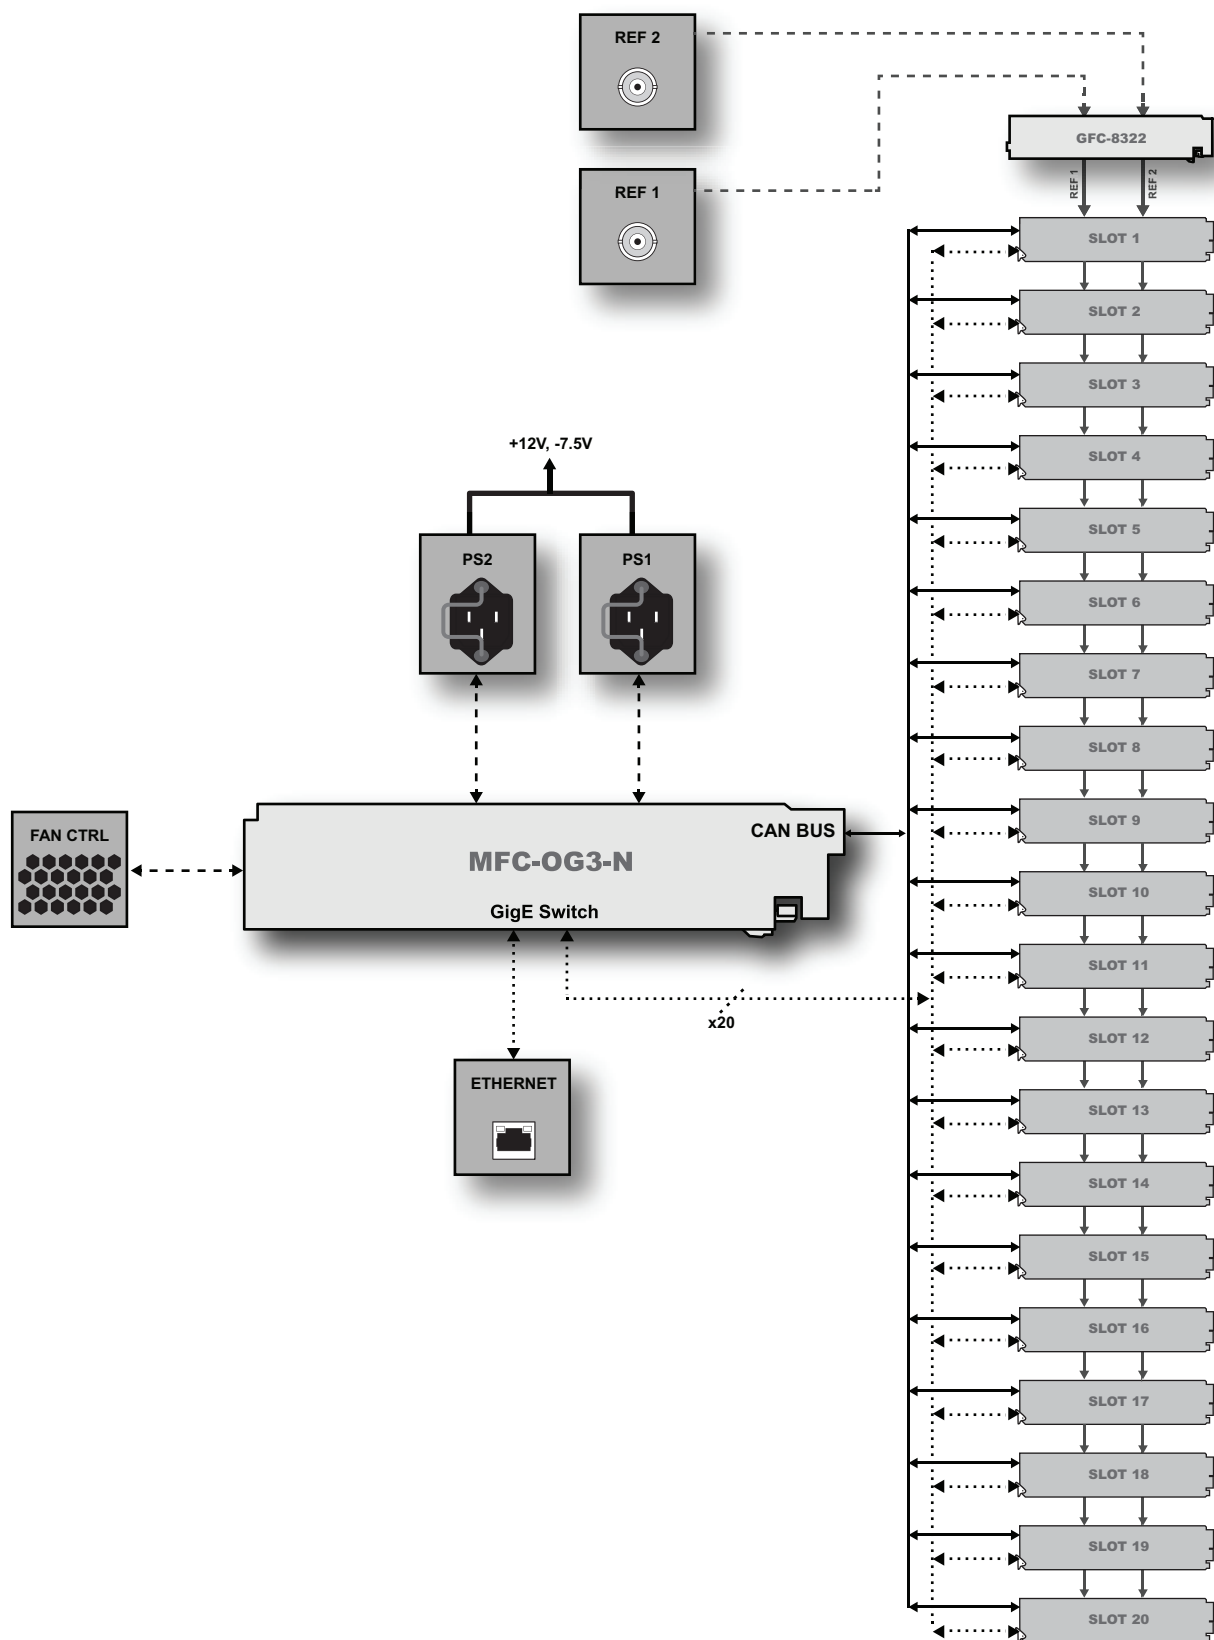 REF 2
GFC-8322
REF 1
REF 1
REF 2
SLOT 1
SLOT 2
SLOT 3
SLOT 4
SLOT 5
SLOT 6
SLOT 7
SLOT 8
SLOT 9
SLOT 10
SLOT 11
SLOT 12
SLOT 13
SLOT 14
SLOT 15
SLOT 16
SLOT 17
SLOT 18
SLOT 19
SLOT 20
+12V, -7.5V
PS2
PS1
FAN CTRL
CAN BUS
MFC-OG3-N
GigE Switch
x20
ETHERNET